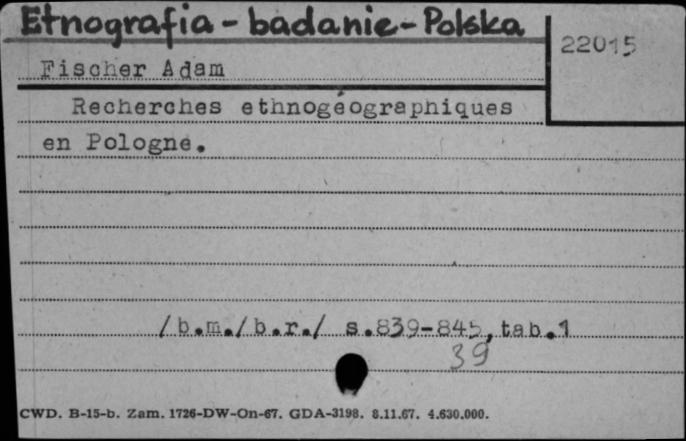 Etnografia - badanie - Polska
22015
Fischer Adam
Recherches ethnogéographiques
en Pologne.
/b.m./b.r./ s.839-845, tab.1
39
CWD. B-15-b. Zam. 1726-DW-On-67. GDA-3198. 8.11.67. 4.630.000.